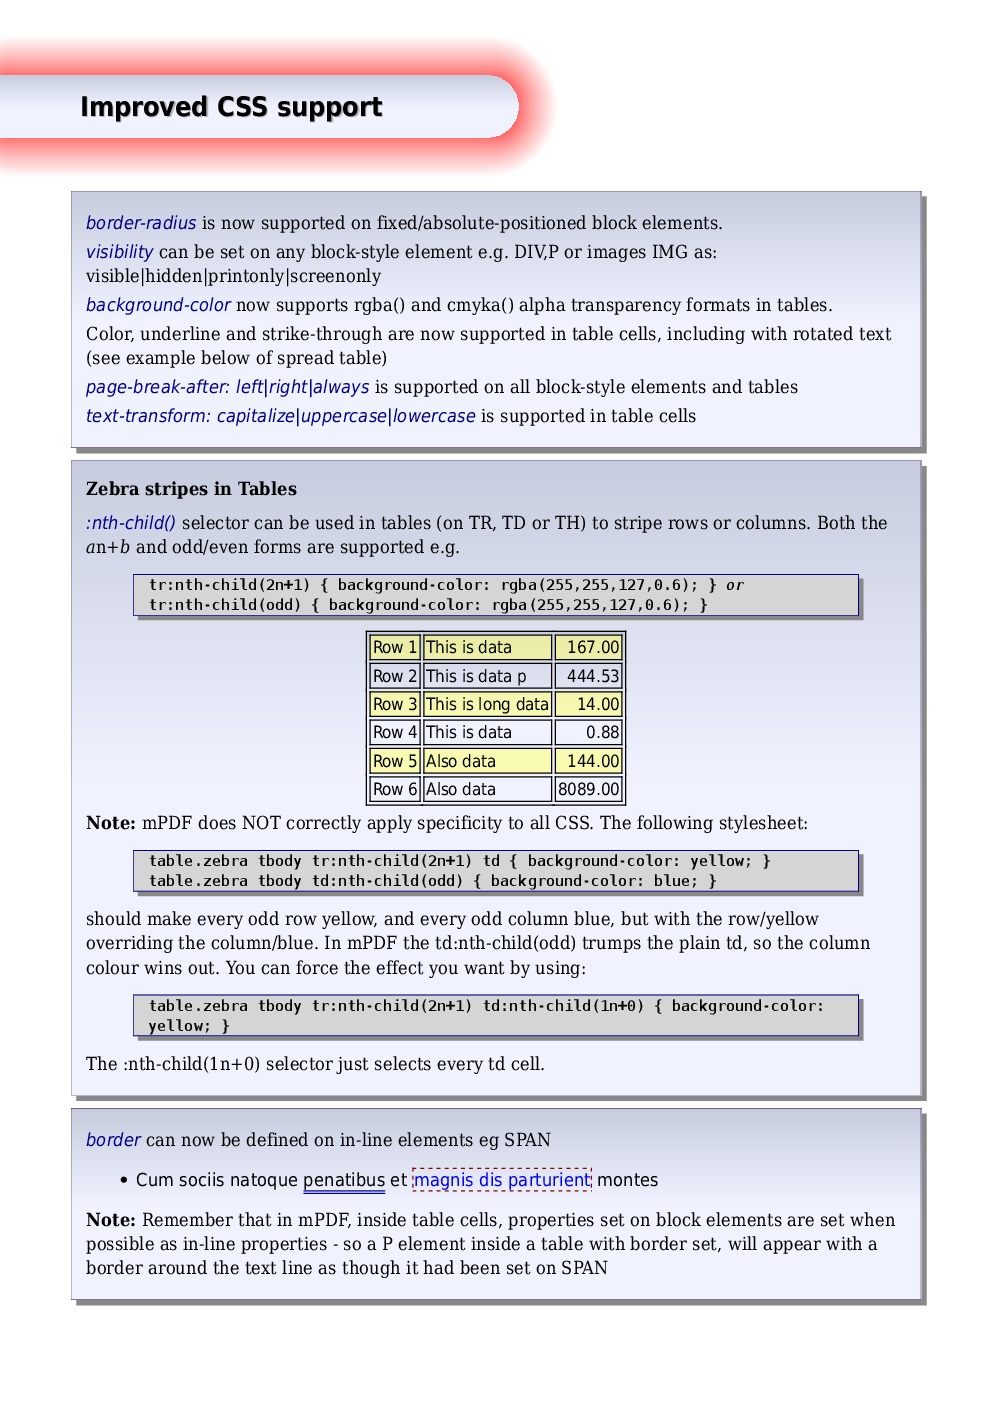 Improved CSS support
border-radius is now supported on fixed/absolute-positioned block elements.
visibility can be set on any block-style element e.g. DIV,P or images IMG as:
visible|hidden|printonly|screenonly
background-color now supports rgba() and cmyka() alpha transparency formats in tables.
Color, underline and strike-through are now supported in table cells, including with rotated text
(see example below of spread table)
page-break-after: left|right|always is supported on all block-style elements and tables
text-transform: capitalize|uppercase|lowercase is supported in table cells
Zebra stripes in Tables
:nth-child() selector can be used in tables (on TR, TD or TH) to stripe rows or columns. Both the
an+b and odd/even forms are supported e.g.
tr:nth-child(2n+1) { background-color: rgba(255,255,127,0.6); } or
tr:nth-child(odd) { background-color: rgba(255,255,127,0.6); }
Row 1 This is data 167.00
Row 2 This is data p 444.53
Row 3 This is long data 14.00
Row 4 This is data 0.88
Row 5 Also data 144.00
Row 6 Also data 8089.00
Note: mPDF does NOT correctly apply specificity to all CSS. The following stylesheet:
table.zebra tbody tr:nth-child(2n+1) td { background-color: yellow; }
table.zebra tbody td:nth-child(odd) { background-color: blue; }
should make every odd row yellow, and every odd column blue, but with the row/yellow
overriding the column/blue. In mPDF the td:nth-child(odd) trumps the plain td, so the column
colour wins out. You can force the effect you want by using:
table.zebra tbody tr:nth-child(2n+1) td:nth-child(1n+0) { background-color:
yellow; }
The :nth-child(1n+0) selector just selects every td cell.
border can now be defined on in-line elements eg SPAN
• Cum sociis natoque penatibus et magnis dis parturient montes
Note: Remember that in mPDF, inside table cells, properties set on block elements are set when
possible as in-line properties - so a P element inside a table with border set, will appear with a
border around the text line as though it had been set on SPAN